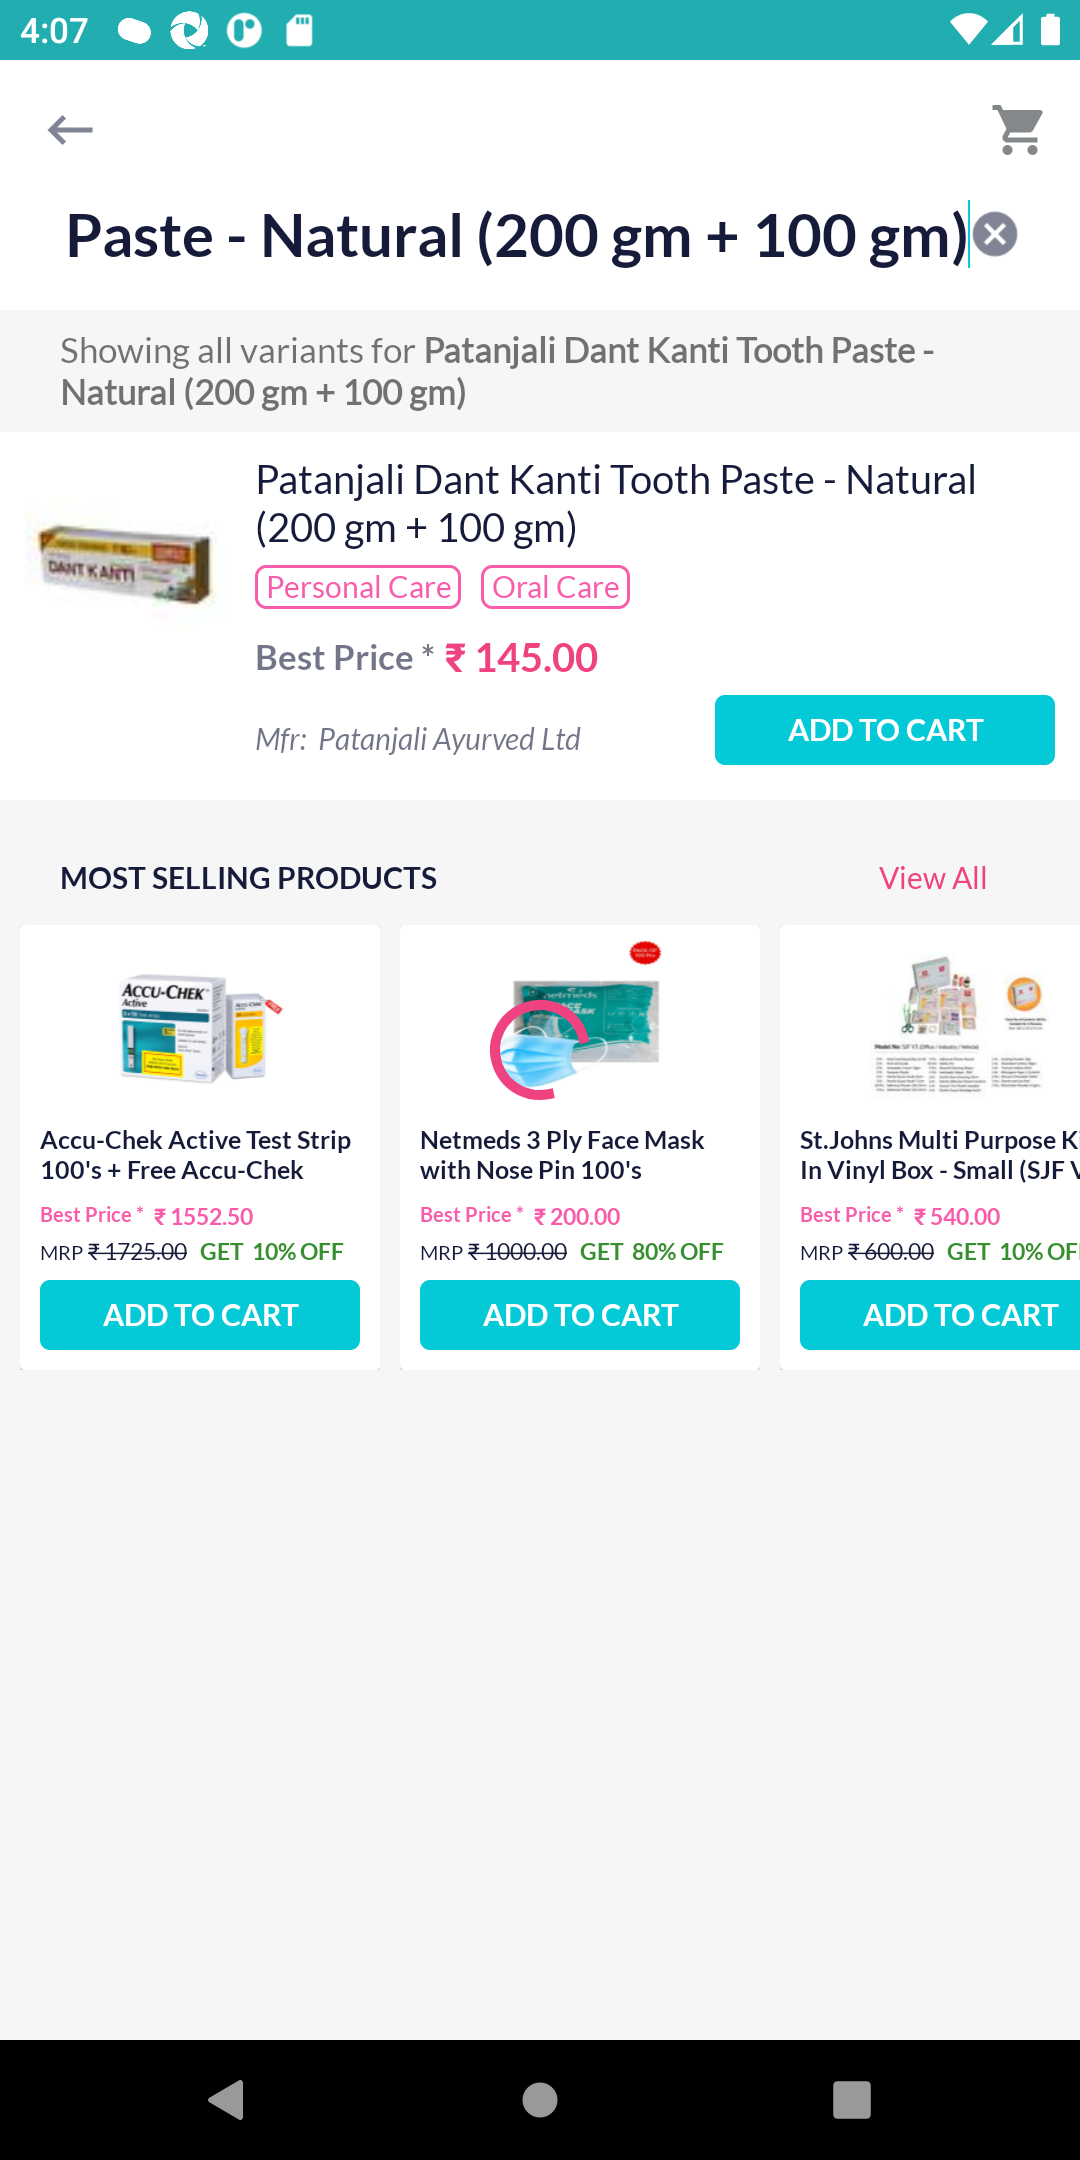 4:07
Paste - Natural (200 gm + 100 gm)
Showing all variants for Patanjali Dant Kanti Tooth Paste -
Natural (200 gm + 100 gm)
Patanjali Dant Kanti Tooth Paste - Natural
(200 gm + 100 gm)
DANT KANTI
Personal Care Oral Care
Best Price * ₹ 145.00
Mfr: Patanjali Ayurved Ltd
ADD TO CART
MOST SELLING PRODUCTS
View All
ACCU-CHEK
Active
Accu-Chek Active Test Strip
100's + Free Accu-Chek
Best Price * ₹ 1552.50
MRP ₹ 1725.00 GET 10% OFF
ADD TO CART
netmeds
Netmeds 3 Ply Face Mask
with Nose Pin 100's
Best Price * ₹ 200.00
MRP ₹ 1000.00 GET 80% OFF
ADD TO CART
St.Johns Multi Purpose Ki
In Vinyl Box - Small (SJF V
Best Price * ₹ 540.00
MRP ₹ 600.00 GET 10% OF
ADD TO CART